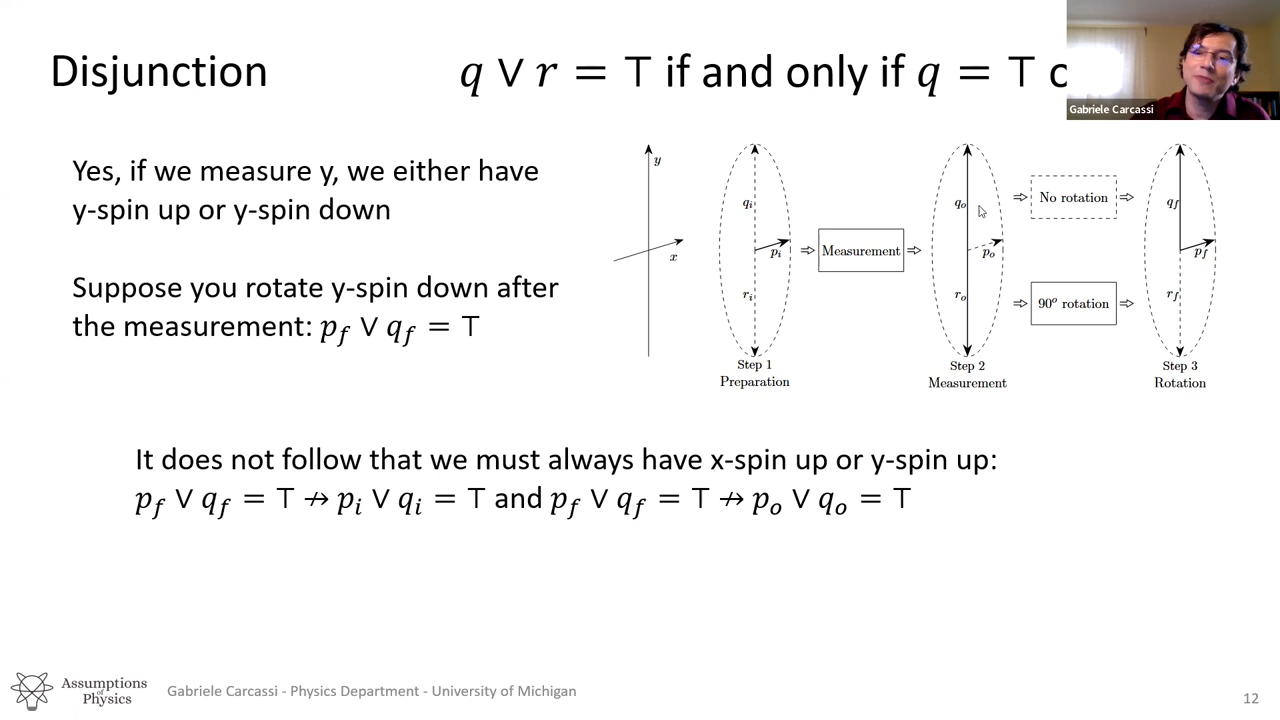 Disjunction
q ∨ r = ⊤ if and only if q = ⊤
Gabriele Carcassi
Yes, if we measure y, we either have
y-spin up or y-spin down
Suppose you rotate y-spin down after
the measurement: p_f ∨ q_f = ⊤
y
x
q_i
p_i
r_i
Step 1
Preparation
⇒ Measurement ⇒
q_o
p_o
r_o
Step 2
Measurement
⇒ No rotation ⇒
⇒ 90º rotation ⇒
q_f
p_f
r_f
Step 3
Rotation
It does not follow that we must always have x-spin up or y-spin up:
p_f ∨ q_f = ⊤ ↛ p_i ∨ q_i = ⊤ and p_f ∨ q_f = ⊤ ↛ p_o ∨ q_o = ⊤
Assumptions
of
Physics
Gabriele Carcassi - Physics Department - University of Michigan
12